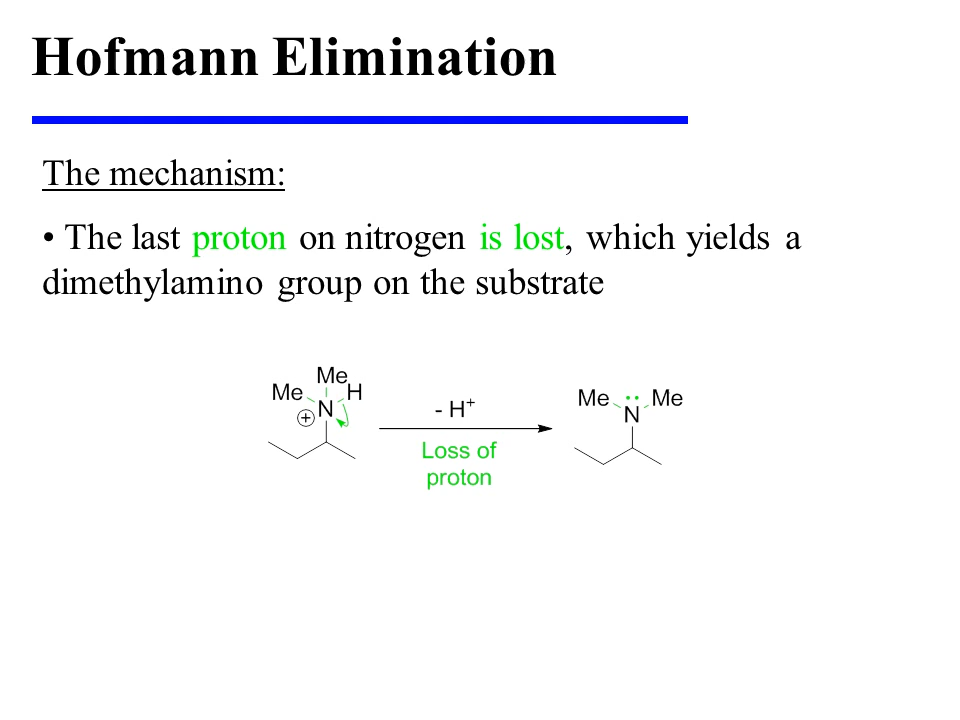 Hofmann Elimination
The mechanism:
• The last proton on nitrogen is lost, which yields a
dimethylamino group on the substrate
Me
Me H
N
+
- H⁺
Loss of
proton
Me Me
N